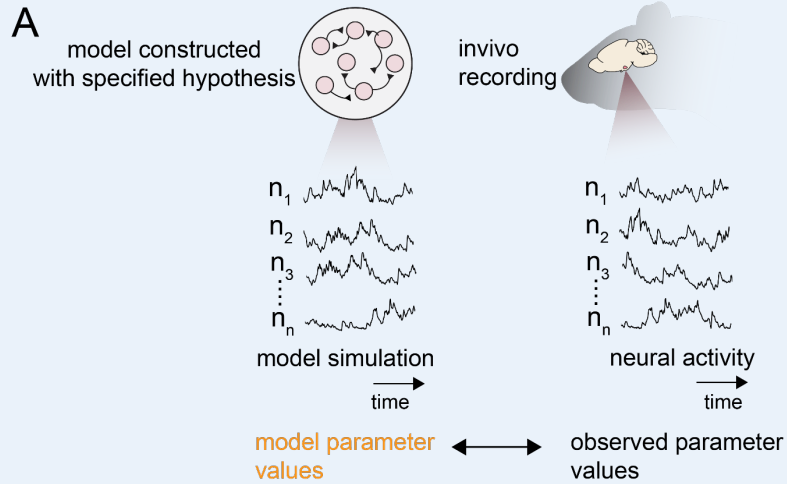 A
model constructed
with specified hypothesis
invivo
recording
n1
n2
n3
nn
model simulation
time
n1
n2
n3
nn
neural activity
time
model parameter
values
observed parameter
values